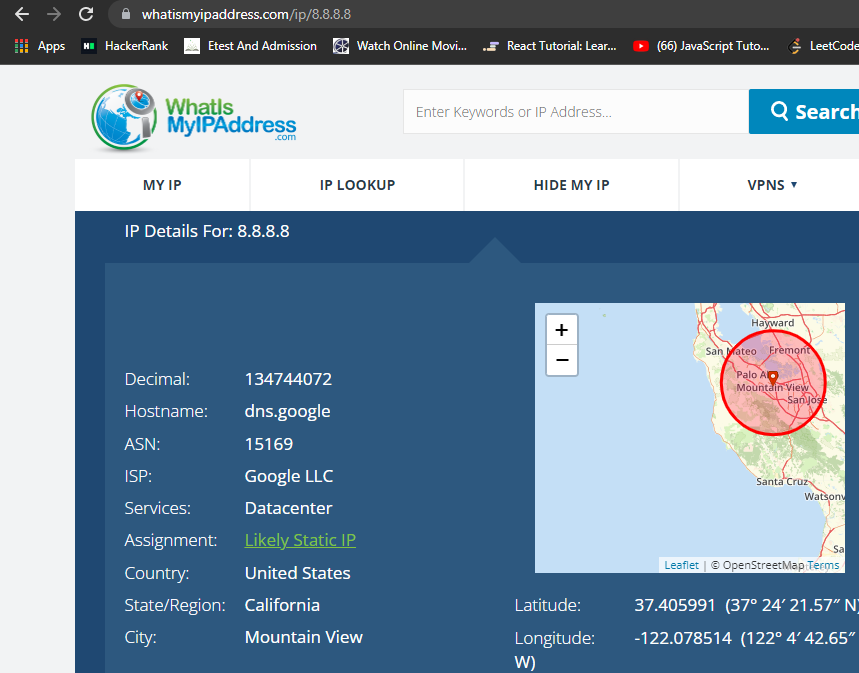 whatismyipaddress.com/ip/8.8.8.8
Apps HackerRank Etest And Admission Watch Online Movi... React Tutorial: Lear... (66) JavaScript Tuto... LeetCode
WhatIs
MyIPAddress
.com
Enter Keywords or IP Address...
Search
MY IP IP LOOKUP HIDE MY IP VPNS ▼
IP Details For: 8.8.8.8
Decimal: 134744072
Hostname: dns.google
ASN: 15169
ISP: Google LLC
Services: Datacenter
Assignment: Likely Static IP
Country: United States
State/Region: California
City: Mountain View
+
−
Hayward
San Mateo Fremont
Palo Alto
Mountain View
San Jose
Santa Cruz
Watsonv
Sa
Leaflet | © OpenStreetMap Terms
Latitude: 37.405991 (37° 24′ 21.57″ N)
Longitude: -122.078514 (122° 4′ 42.65″
W)